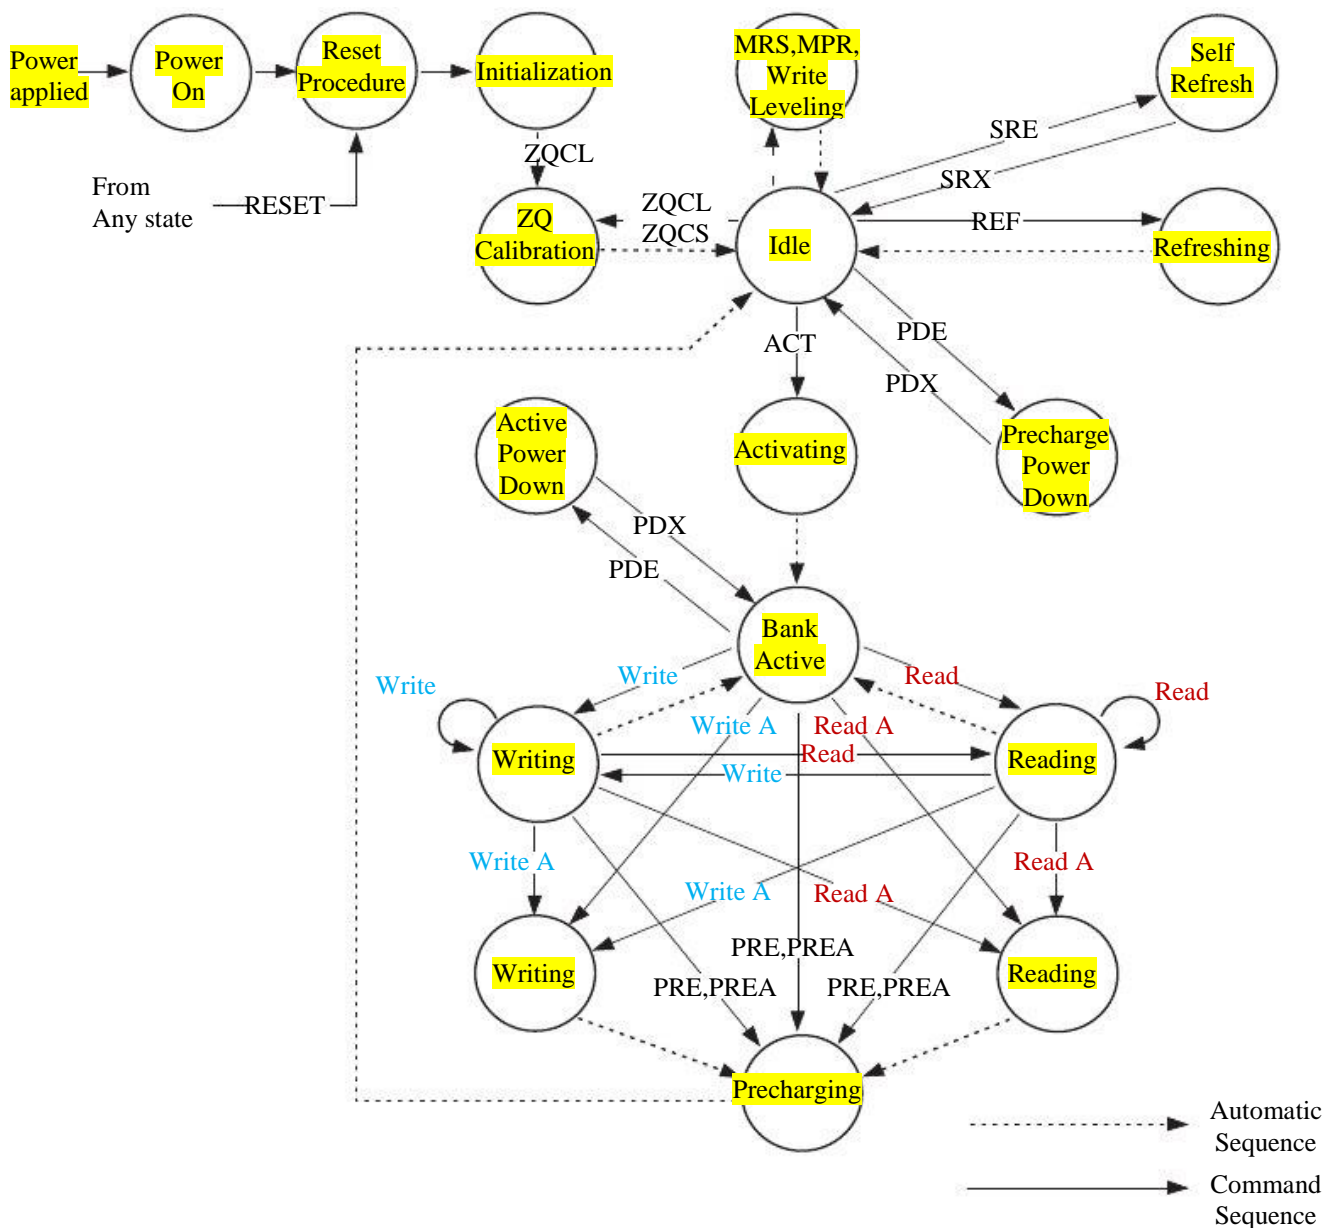 Power
applied
Power
On
Reset
Procedure
Initialization
MRS,MPR,
Write
Leveling
Self
Refresh
ZQCL
SRE
SRX
From
Any state
RESET
ZQ
Calibration
ZQCL
ZQCS
Idle
REF
Refreshing
ACT
PDE
PDX
Active
Power
Down
Activating
Precharge
Power
Down
PDX
PDE
Bank
Active
Write
Write
Read
Read
Write A
Read A
Writing
Read
Write
Reading
Write A
Read A
Write A
Read A
Writing
PRE,PREA
Reading
PRE,PREA
PRE,PREA
Precharging
Automatic
Sequence
Command
Sequence